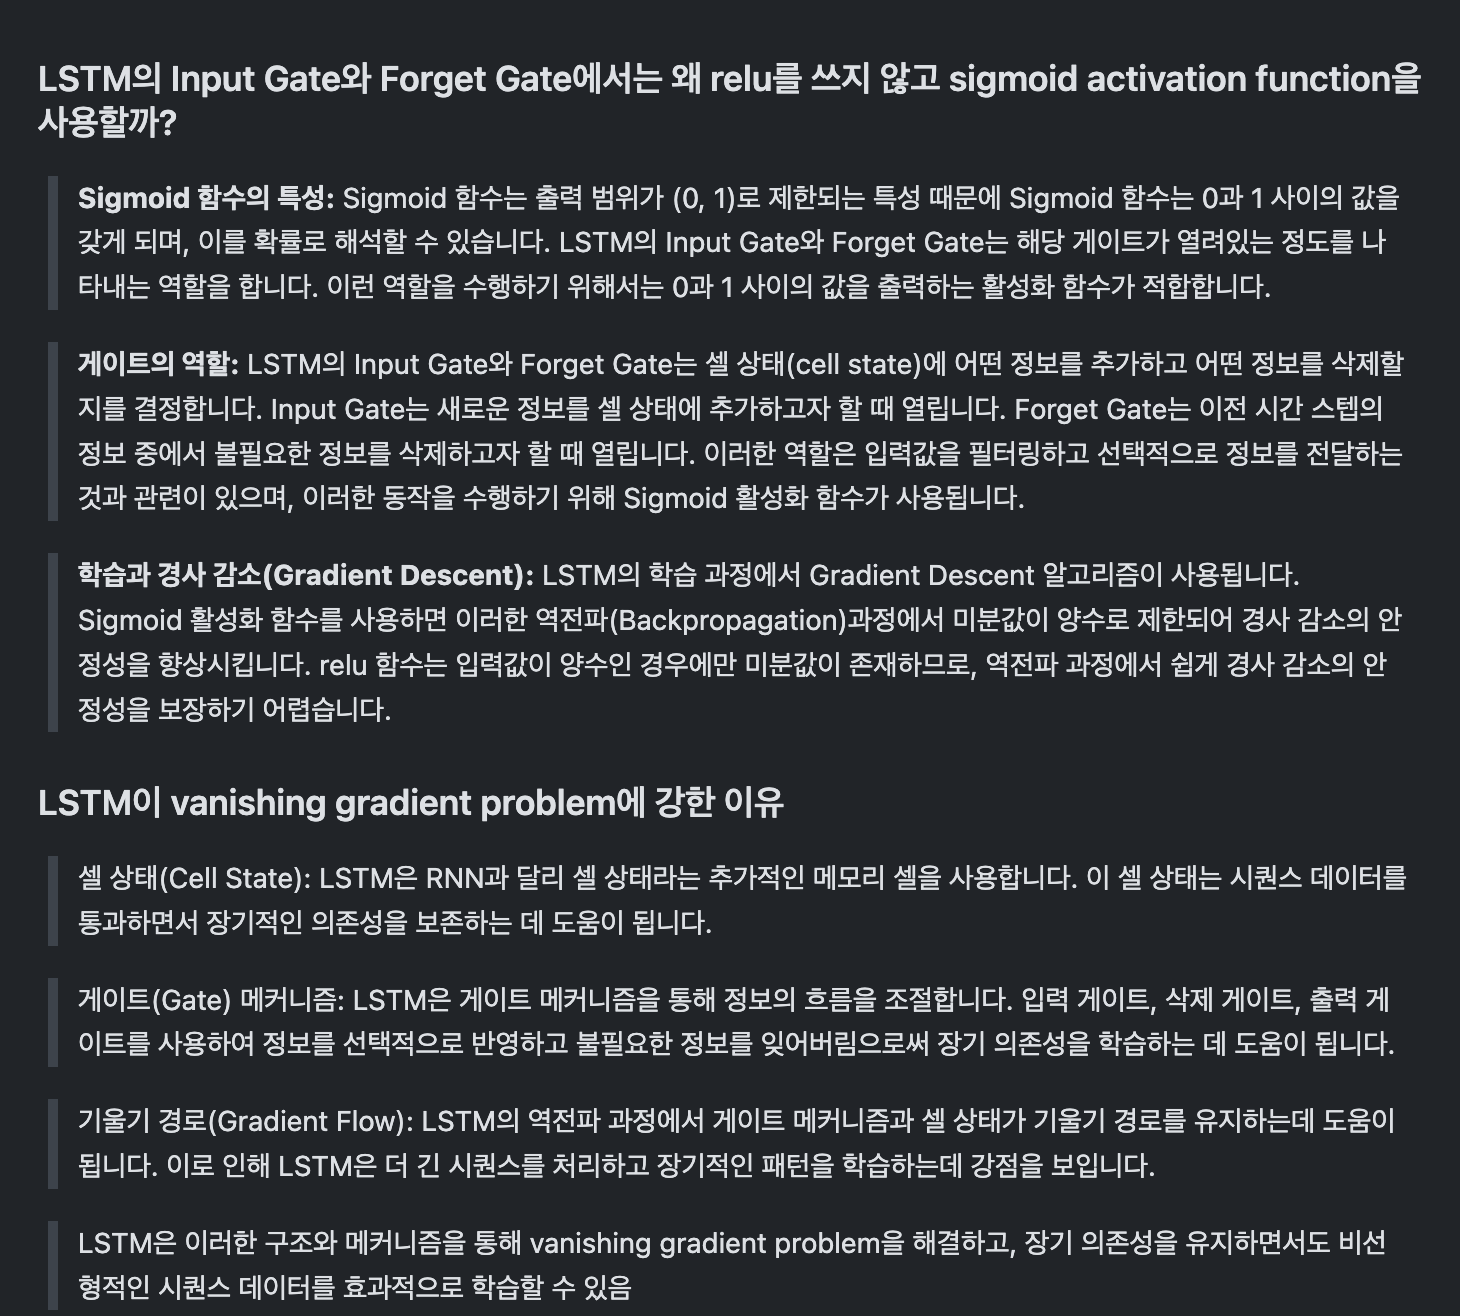 LSTM의 Input Gate와 Forget Gate에서는 왜 relu를 쓰지 않고 sigmoid activation function을
사용할까?
Sigmoid 함수의 특성: Sigmoid 함수는 출력 범위가 (0, 1)로 제한되는 특성 때문에 Sigmoid 함수는 0과 1 사이의 값을
갖게 되며, 이를 확률로 해석할 수 있습니다. LSTM의 Input Gate와 Forget Gate는 해당 게이트가 열려있는 정도를 나
타내는 역할을 합니다. 이런 역할을 수행하기 위해서는 0과 1 사이의 값을 출력하는 활성화 함수가 적합합니다.
게이트의 역할: LSTM의 Input Gate와 Forget Gate는 셀 상태(cell state)에 어떤 정보를 추가하고 어떤 정보를 삭제할
지를 결정합니다. Input Gate는 새로운 정보를 셀 상태에 추가하고자 할 때 열립니다. Forget Gate는 이전 시간 스텝의
정보 중에서 불필요한 정보를 삭제하고자 할 때 열립니다. 이러한 역할은 입력값을 필터링하고 선택적으로 정보를 전달하는
것과 관련이 있으며, 이러한 동작을 수행하기 위해 Sigmoid 활성화 함수가 사용됩니다.
학습과 경사 감소(Gradient Descent): LSTM의 학습 과정에서 Gradient Descent 알고리즘이 사용됩니다.
Sigmoid 활성화 함수를 사용하면 이러한 역전파(Backpropagation)과정에서 미분값이 양수로 제한되어 경사 감소의 안
정성을 향상시킵니다. relu 함수는 입력값이 양수인 경우에만 미분값이 존재하므로, 역전파 과정에서 쉽게 경사 감소의 안
정성을 보장하기 어렵습니다.
LSTM이 vanishing gradient problem에 강한 이유
셀 상태(Cell State): LSTM은 RNN과 달리 셀 상태라는 추가적인 메모리 셀을 사용합니다. 이 셀 상태는 시퀀스 데이터를
통과하면서 장기적인 의존성을 보존하는 데 도움이 됩니다.
게이트(Gate) 메커니즘: LSTM은 게이트 메커니즘을 통해 정보의 흐름을 조절합니다. 입력 게이트, 삭제 게이트, 출력 게
이트를 사용하여 정보를 선택적으로 반영하고 불필요한 정보를 잊어버림으로써 장기 의존성을 학습하는 데 도움이 됩니다.
기울기 경로(Gradient Flow): LSTM의 역전파 과정에서 게이트 메커니즘과 셀 상태가 기울기 경로를 유지하는데 도움이
됩니다. 이로 인해 LSTM은 더 긴 시퀀스를 처리하고 장기적인 패턴을 학습하는데 강점을 보입니다.
LSTM은 이러한 구조와 메커니즘을 통해 vanishing gradient problem을 해결하고, 장기 의존성을 유지하면서도 비선
형적인 시퀀스 데이터를 효과적으로 학습할 수 있음